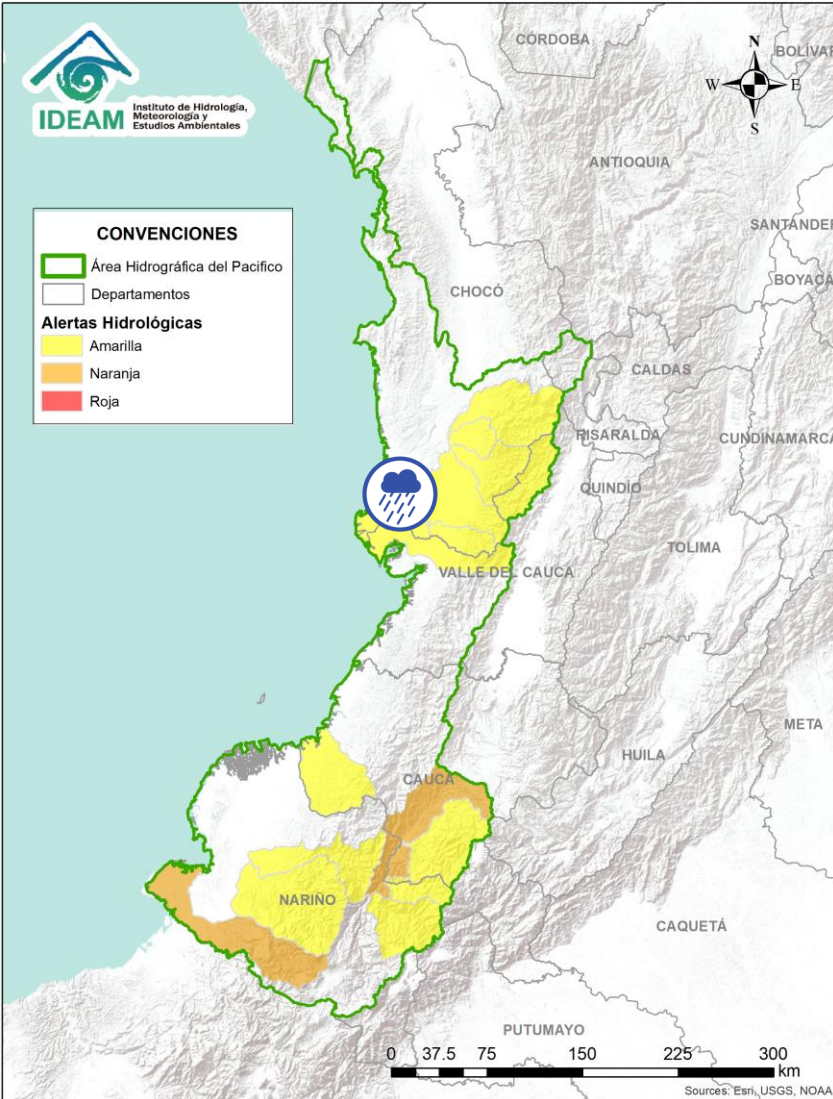 IDEAM
Instituto de Hidrología,
Meteorología y
Estudios Ambientales
N
W
E
S
CÓRDOBA
BOLÍVAR
ANTIOQUIA
SANTANDER
BOYACÁ
CONVENCIONES
Área Hidrográfica del Pacifico
Departamentos
Alertas Hidrológicas
Amarilla
Naranja
Roja
CHOCÓ
CALDAS
RISARALDA
CUNDINAMARCA
QUINDÍO
TOLIMA
VALLE DEL CAUCA
META
HUILA
CAUCA
NARIÑO
CAQUETÁ
PUTUMAYO
0 37.5 75 150 225 300
km
Sources: Esri, USGS, NOAA